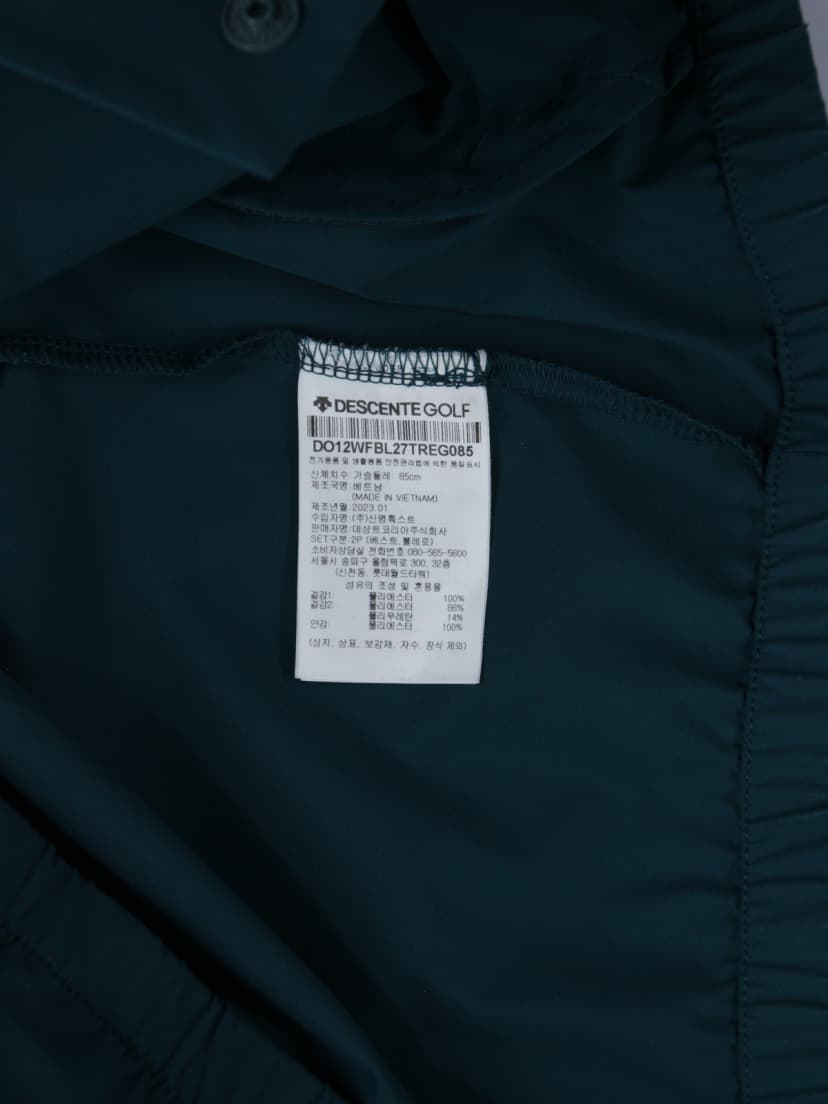 DESCENTE GOLF
DO12WFBL27TREG085
전기용품 및 생활용품 안전관리법에 의한 품질표시
신체치수: 가슴둘레: 85cm
제조국명: 베트남
(MADE IN VIETNAM)
제조년월: 2023.01
수입자명: (주)신명퀵스트
판매자명: 데상트코리아주식회사
SET구분: 2P (베스트, 볼레로)
소비자상담실 전화번호 080-565-5600
서울시 송파구 올림픽로 300, 32층
(신천동, 롯데월드타워)
섬유의 조성 및 혼용율
겉감1: 폴리에스터 100%
겉감2: 폴리에스터 86%
폴리우레탄 14%
안감: 폴리에스터 100%
(심지, 상표, 보강재, 자수, 장식 제외)